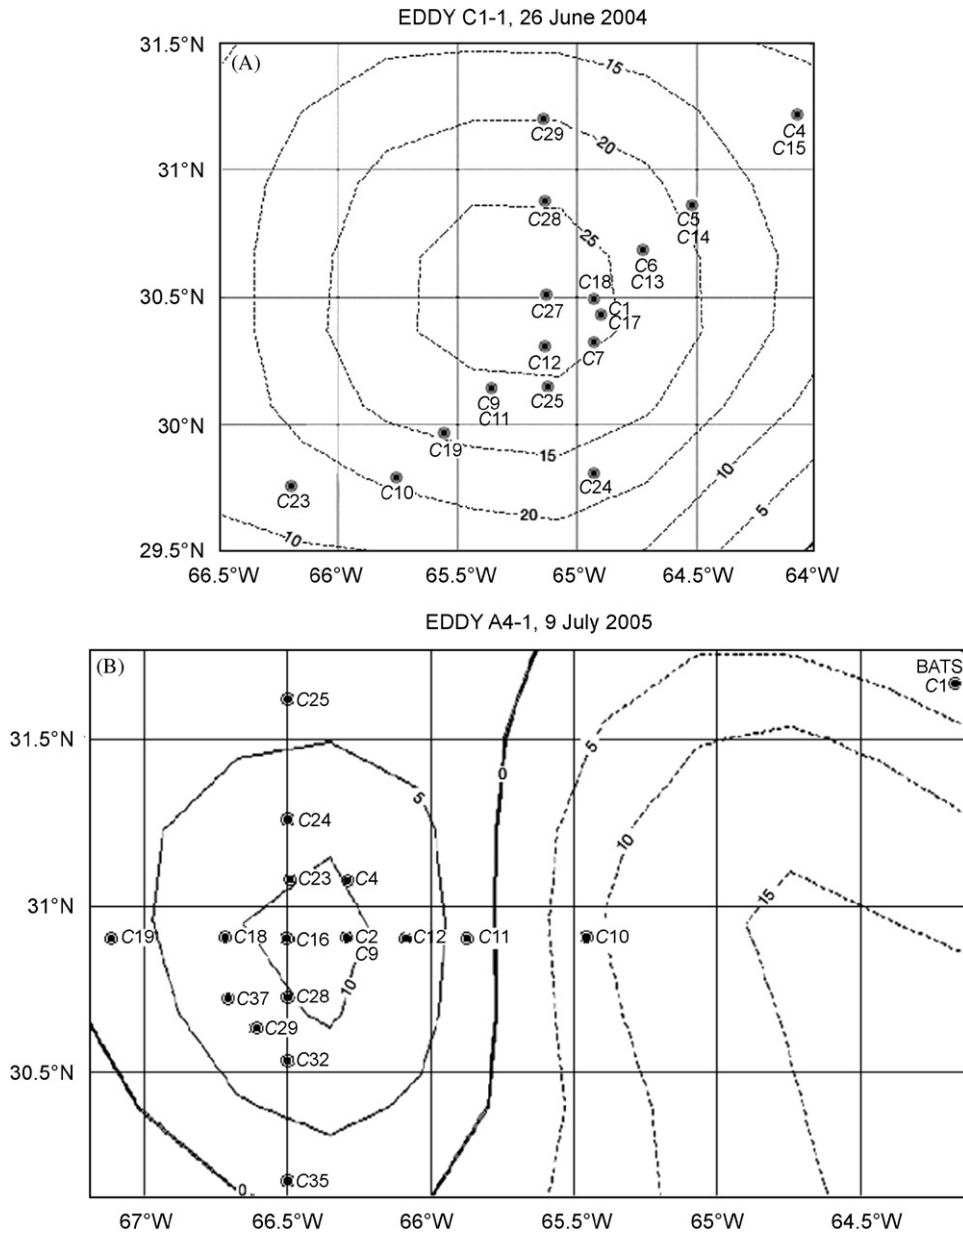 EDDY C1-1, 26 June 2004
31.5°N
(A)
15
C4
C15
C29
20
31°N
C28
C5
C14
25
C6
C13
C18
30.5°N
C27
C1
C17
C12
C7
C9
C11
C25
30°N
C19
15
10
C23
C10
C24
20
5
10
29.5°N
66.5°W 66°W 65.5°W 65°W 64.5°W 64°W
EDDY A4-1, 9 July 2005
(B)
BATS
C1
C25
31.5°N
5
0
5
C24
10
C23 C4
15
31°N
C19 C18 C16 C2 C12 C11 C10
C9
10
C37 C28
C29
C32
30.5°N
0
C35
67°W 66.5°W 66°W 65.5°W 65°W 64.5°W